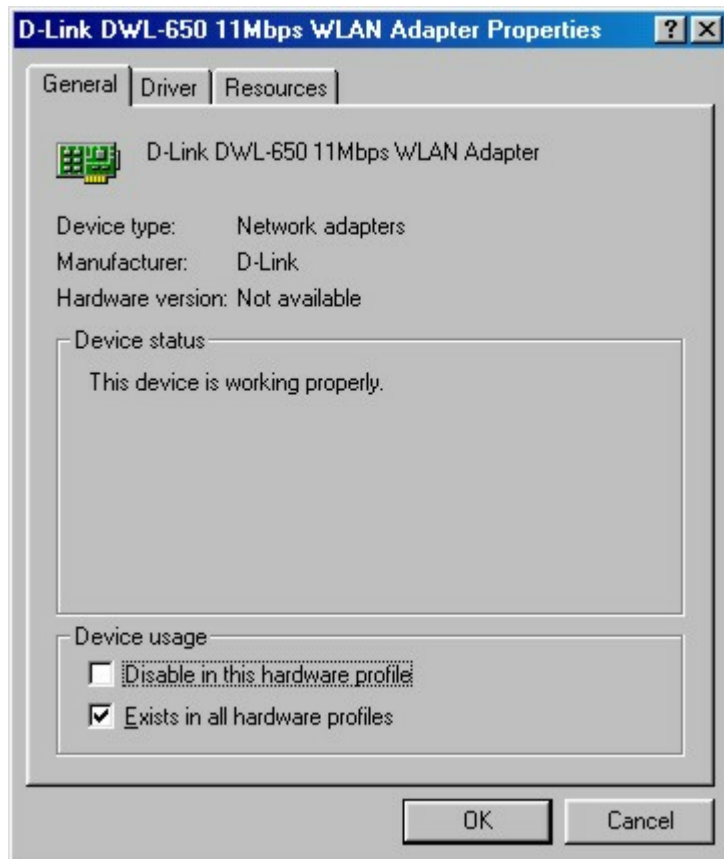 D-Link DWL-650 11Mbps WLAN Adapter Properties
General Driver Resources
D-Link DWL-650 11Mbps WLAN Adapter
Device type: Network adapters
Manufacturer: D-Link
Hardware version: Not available
Device status
This device is working properly.
Device usage
Disable in this hardware profile
Exists in all hardware profiles
OK Cancel